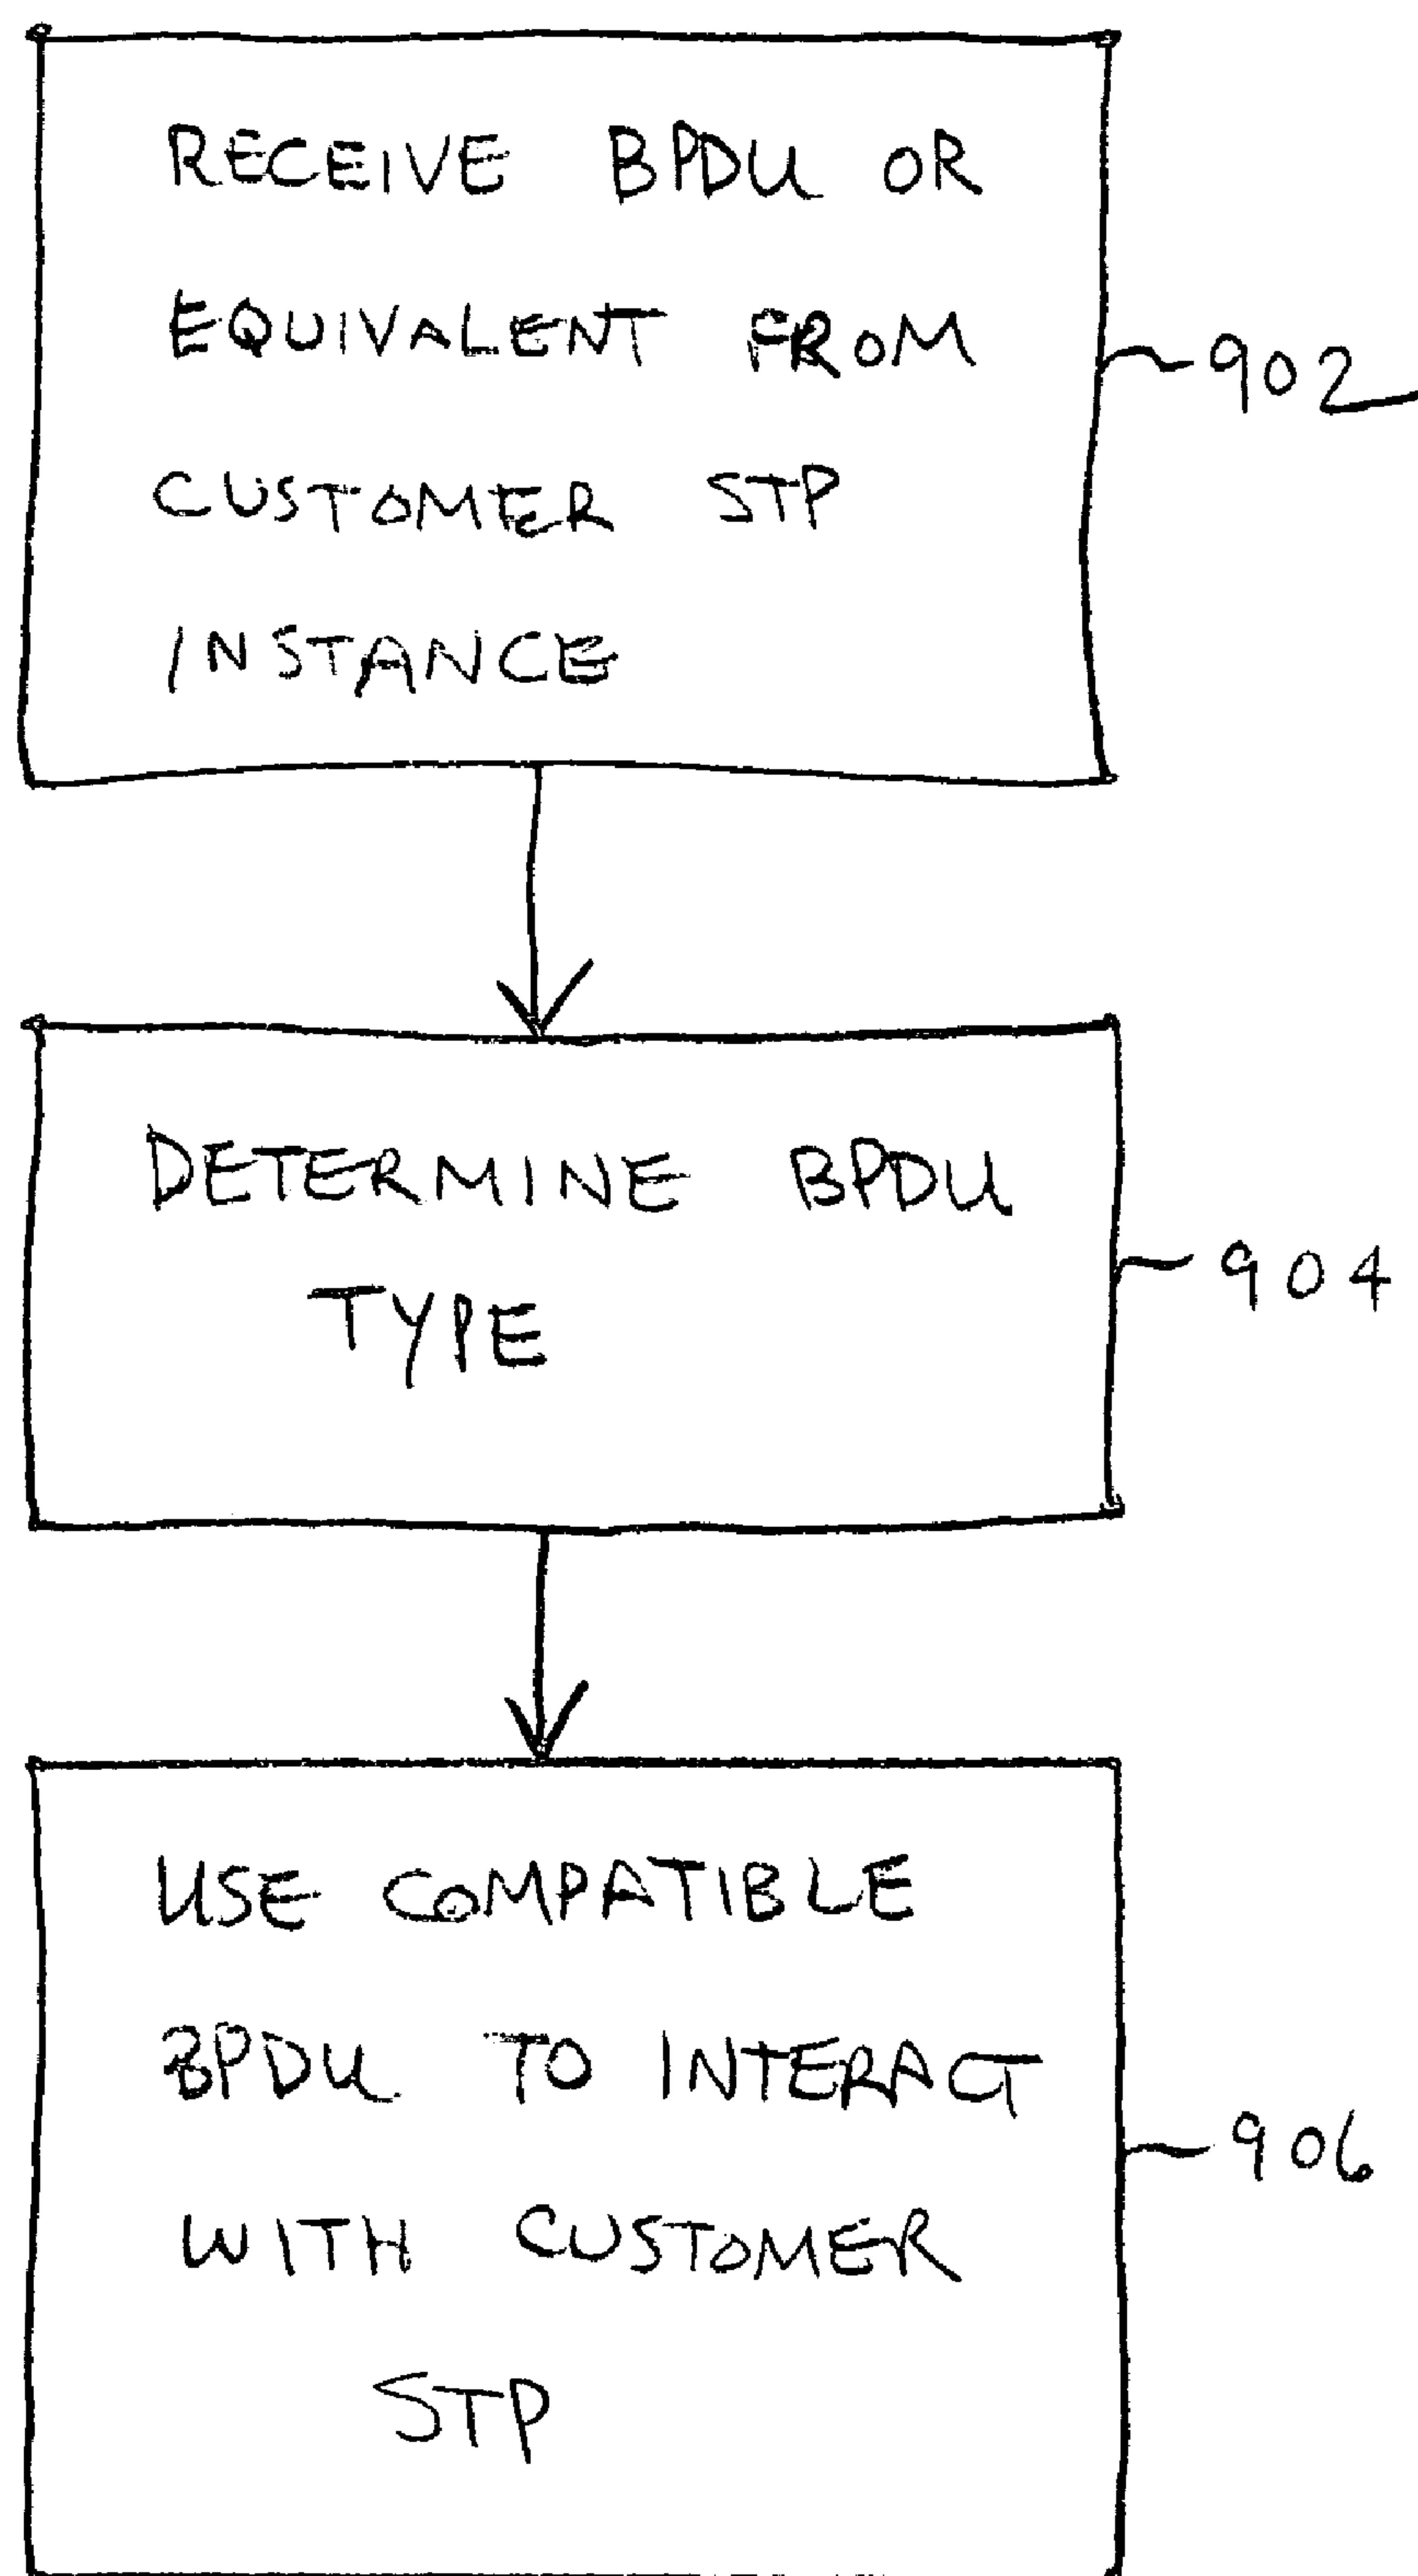 RECEIVE BPDU OR
EQUIVALENT FROM
CUSTOMER STP
INSTANCE
902
DETERMINE BPDU
TYPE
904
USE COMPATIBLE
BPDU TO INTERACT
WITH CUSTOMER
STP
906